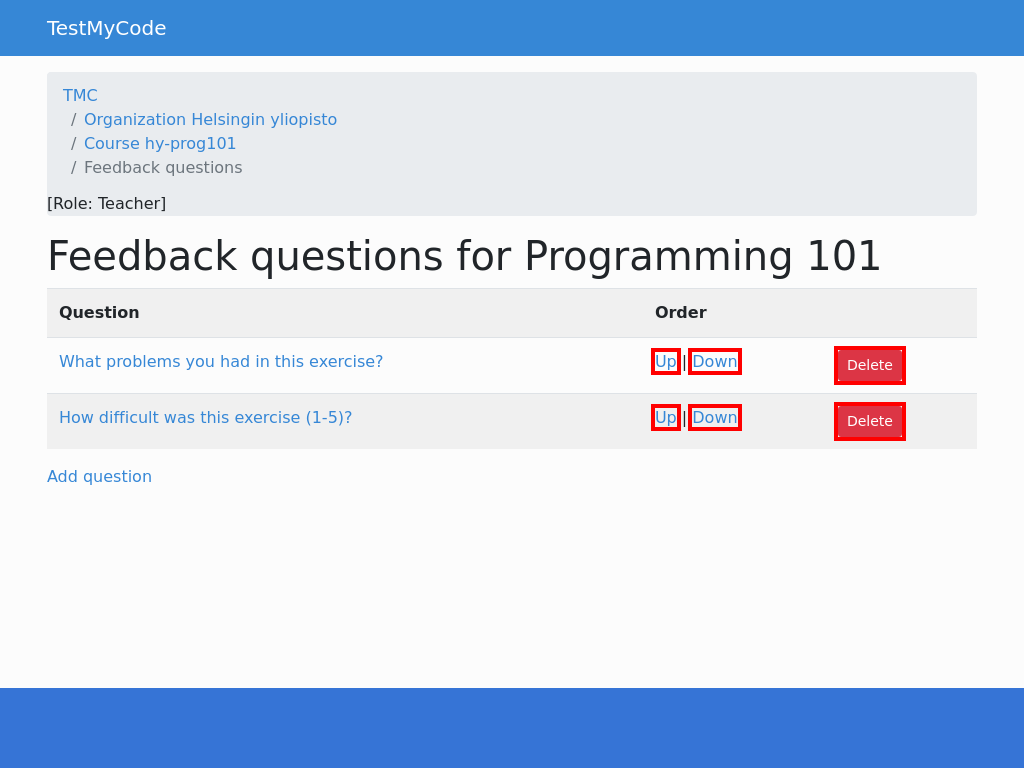 TestMyCode
TMC
/ Organization Helsingin yliopisto
/ Course hy-prog101
/ Feedback questions
[Role: Teacher]
Feedback questions for Programming 101
Question Order
What problems you had in this exercise? Up | Down Delete
How difficult was this exercise (1-5)? Up | Down Delete
Add question